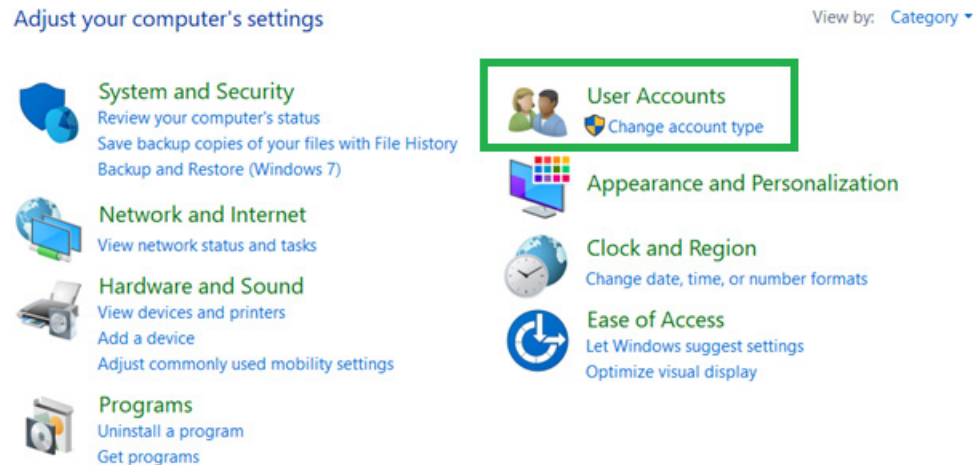 Adjust your computer's settings
View by: Category
System and Security
Review your computer's status
Save backup copies of your files with File History
Backup and Restore (Windows 7)
Network and Internet
View network status and tasks
Hardware and Sound
View devices and printers
Add a device
Adjust commonly used mobility settings
Programs
Uninstall a program
Get programs
User Accounts
Change account type
Appearance and Personalization
Clock and Region
Change date, time, or number formats
Ease of Access
Let Windows suggest settings
Optimize visual display